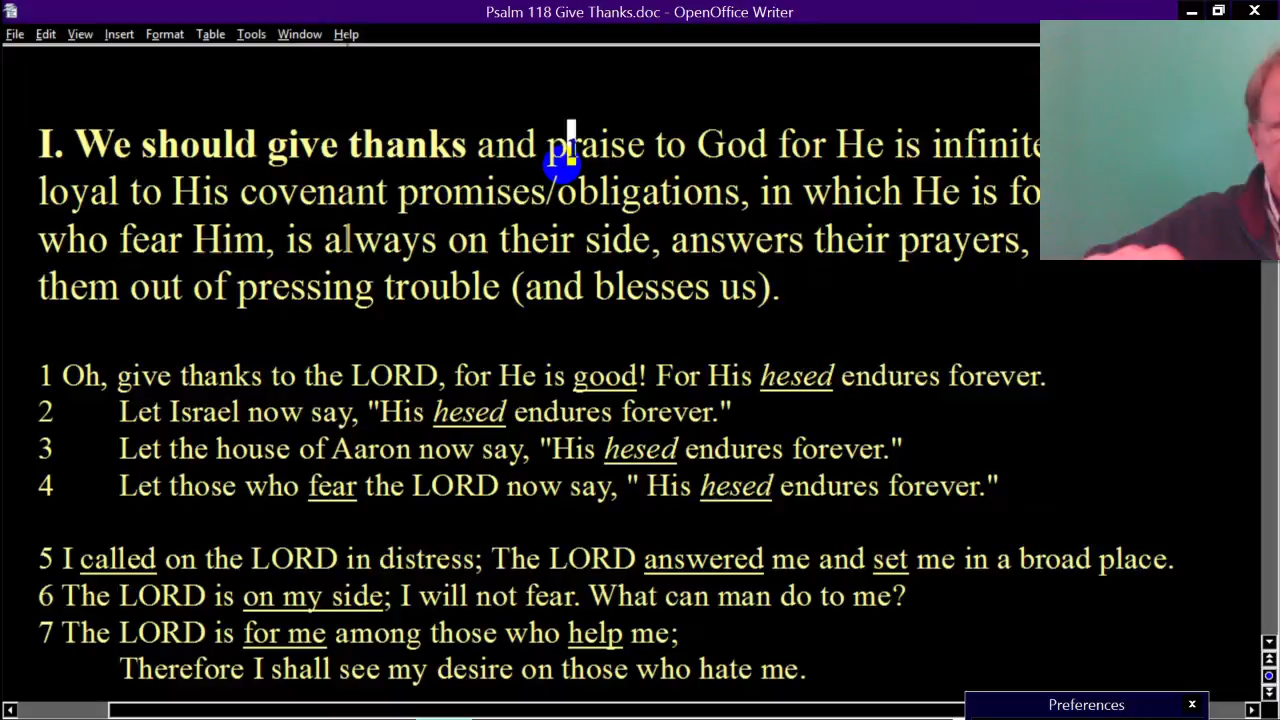 Psalm 118 Give Thanks.doc - OpenOffice Writer
File Edit View Insert Format Table Tools Window Help
I. We should give thanks and praise to God for He is infinite
loyal to His covenant promises/obligations, in which He is fo
who fear Him, is always on their side, answers their prayers,
them out of pressing trouble (and blesses us).
1 Oh, give thanks to the LORD, for He is good! For His hesed endures forever.
2 Let Israel now say, "His hesed endures forever."
3 Let the house of Aaron now say, "His hesed endures forever."
4 Let those who fear the LORD now say, " His hesed endures forever."
5 I called on the LORD in distress; The LORD answered me and set me in a broad place.
6 The LORD is on my side; I will not fear. What can man do to me?
7 The LORD is for me among those who help me;
Therefore I shall see my desire on those who hate me.
Preferences x